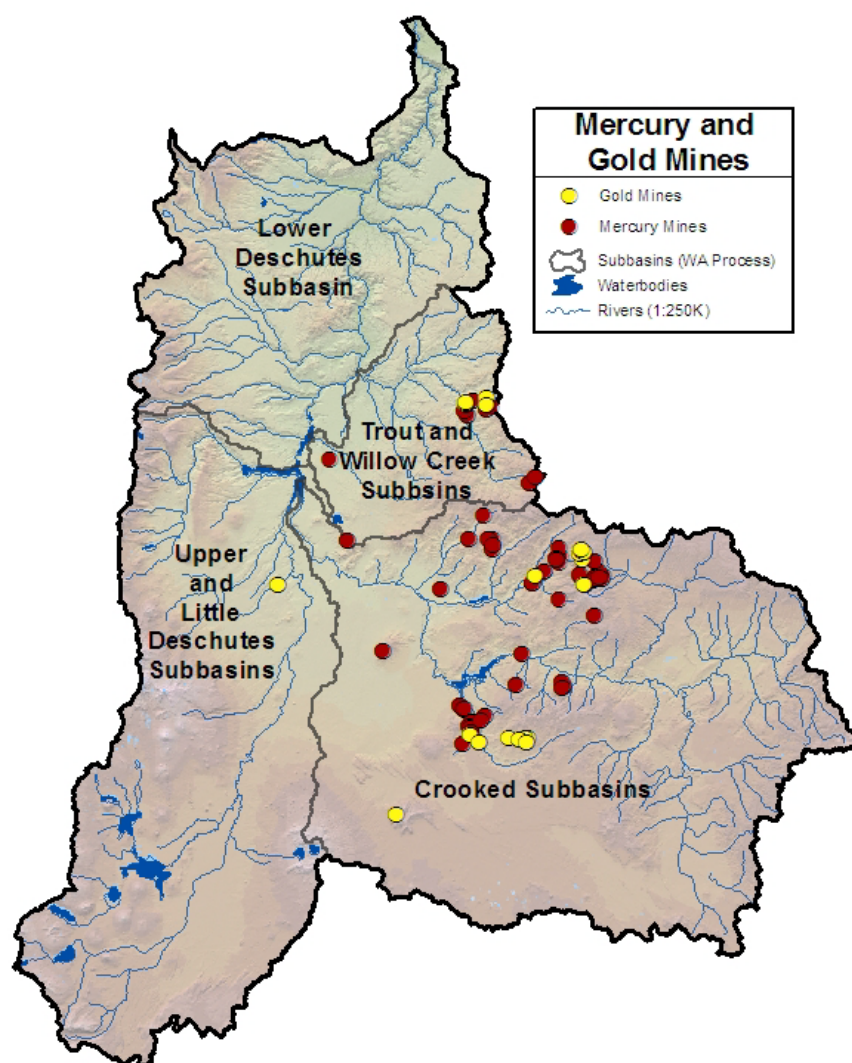 Mercury and
Gold Mines
Gold Mines
Mercury Mines
Subbasins (WA Process)
Waterbodies
Rivers (1:250K)
Lower
Deschutes
Subbasin
Trout and
Willow Creek
Subbsins
Upper
and
Little
Deschutes
Subbasins
Crooked Subbasins